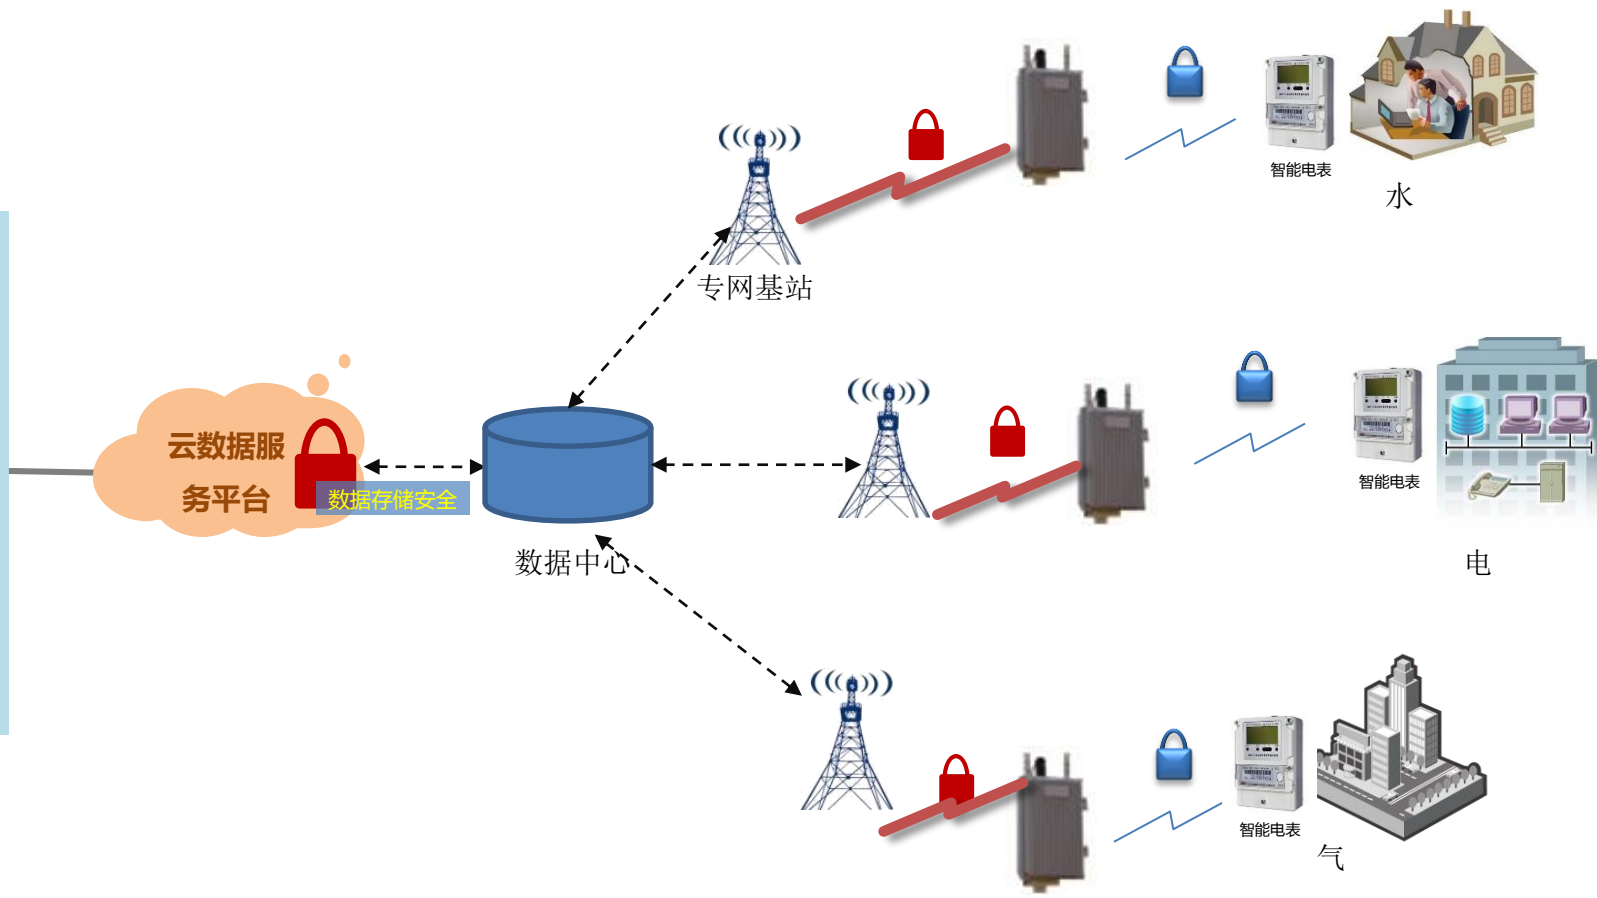 智能电表
水
专网基站
云数据服
务平台
数据存储安全
数据中心
智能电表
电
智能电表
气